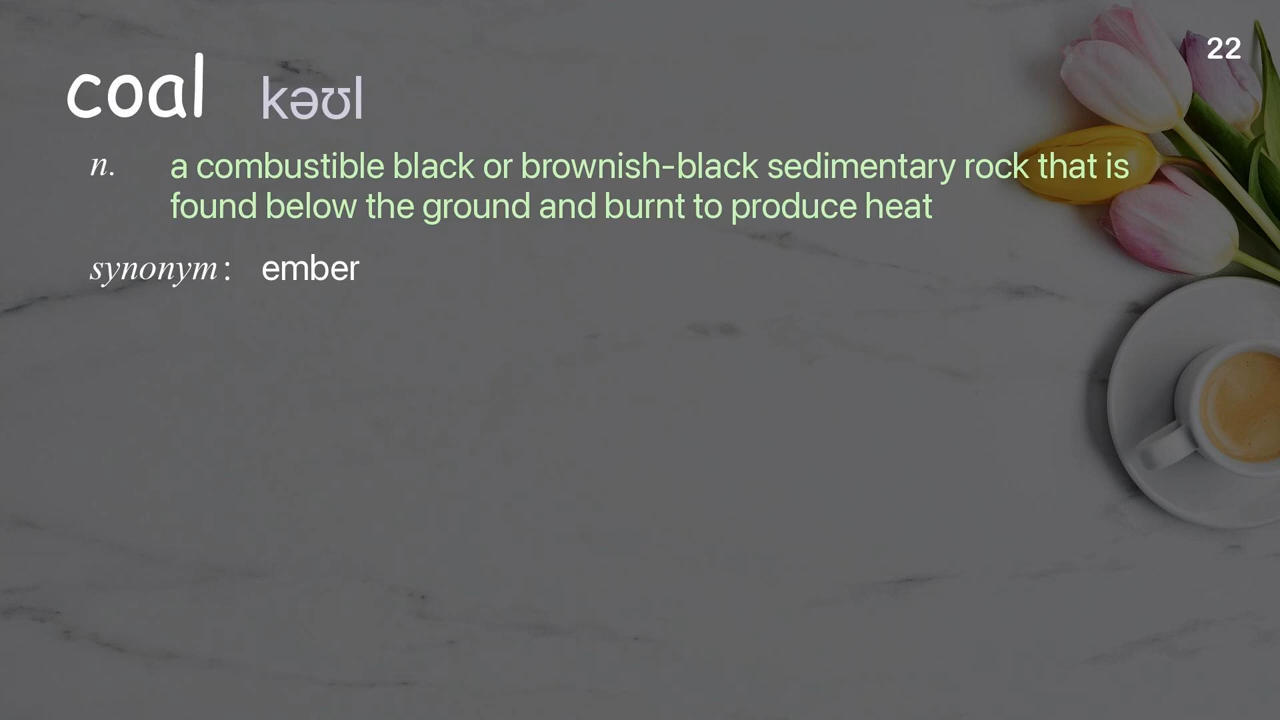 22
coal kəʊl
n. a combustible black or brownish-black sedimentary rock that is
found below the ground and burnt to produce heat
synonym: ember